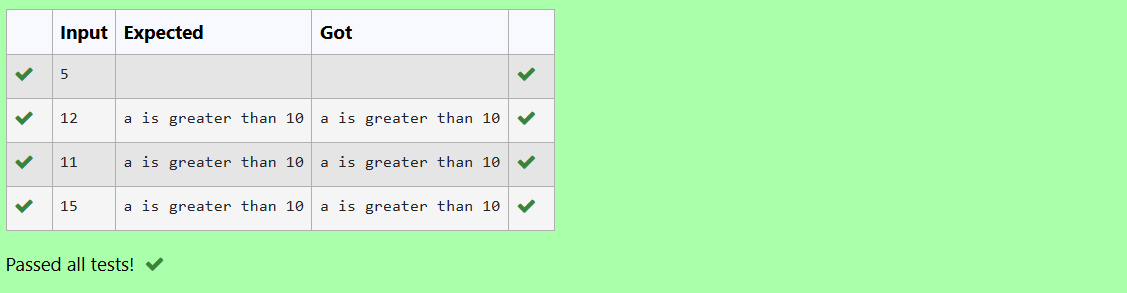 Input Expected Got
5
12 a is greater than 10 a is greater than 10
11 a is greater than 10 a is greater than 10
15 a is greater than 10 a is greater than 10
Passed all tests!